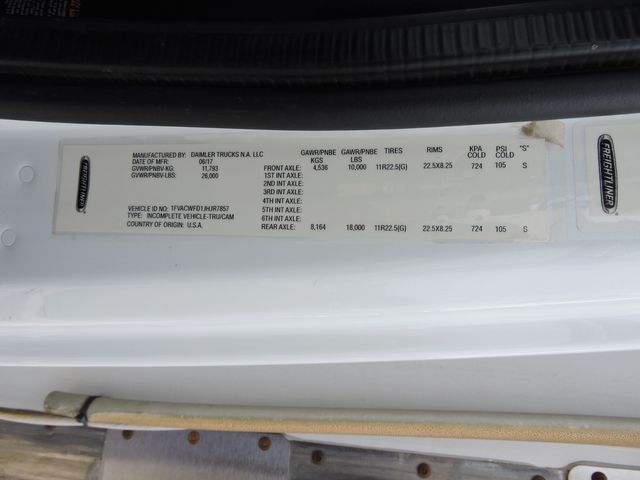 FREIGHTLINER
MANUFACTURED BY: DAIMLER TRUCKS N.A. LLC
DATE OF MFR: 06/17
GVWR/PNBV-KG: 11,793
GVWR/PNBV-LBS: 26,000
VEHICLE ID NO: 1FVACWFD1JHJR7857
TYPE: INCOMPLETE VEHICLE-TRU/CAM
COUNTRY OF ORIGIN: U.S.A.
GAWR/PNBE KGS GAWR/PNBE LBS TIRES RIMS KPA COLD PSI COLD "S"
FRONT AXLE: 4,536 10,000 11R22.5(G) 22.5X8.25 724 105 S
1ST INT AXLE:
2ND INT AXLE:
3RD INT AXLE:
4TH INT AXLE:
5TH INT AXLE:
6TH INT AXLE:
REAR AXLE: 8,164 18,000 11R22.5(G) 22.5X8.25 724 105 S
FREIGHTLINER